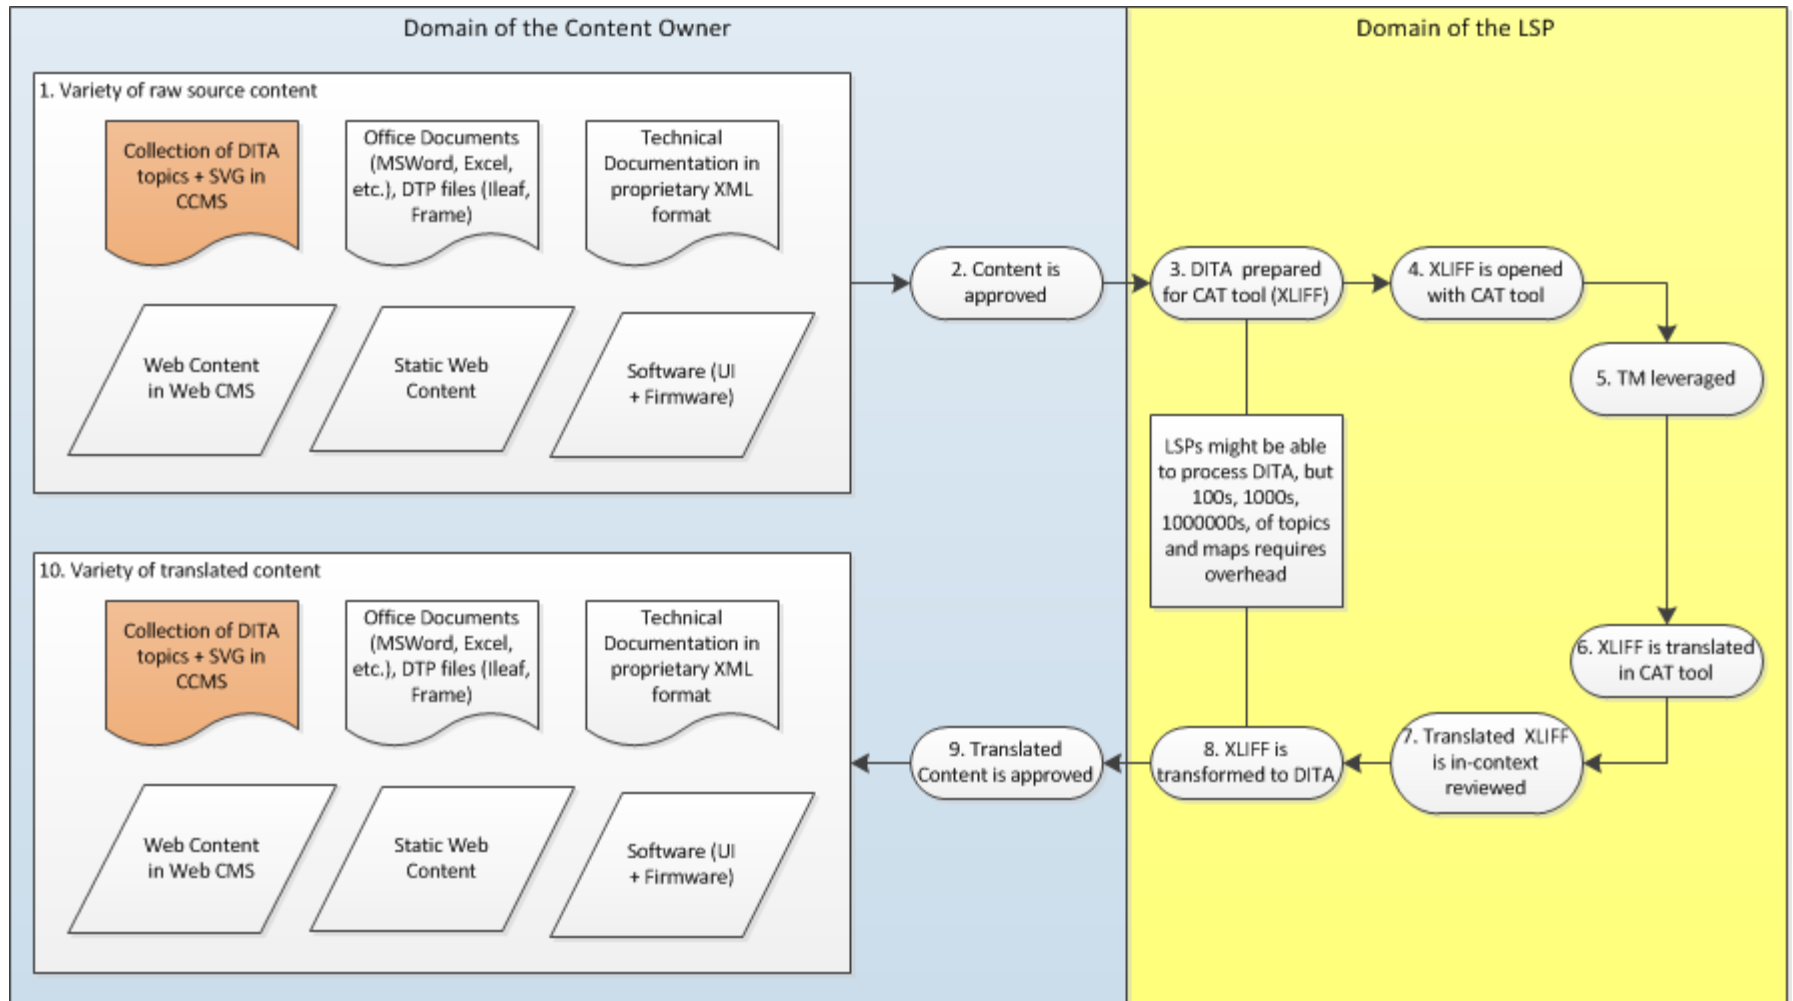 Domain of the Content Owner
Domain of the LSP
1. Variety of raw source content
Collection of DITA
topics + SVG in
CCMS
Office Documents
(MSWord, Excel,
etc.), DTP files (Ileaf,
Frame)
Technical
Documentation in
proprietary XML
format
Web Content
in Web CMS
Static Web
Content
Software (UI
+ Firmware)
2. Content is
approved
3. DITA prepared
for CAT tool (XLIFF)
4. XLIFF is opened
with CAT tool
5. TM leveraged
LSPs might be able
to process DITA, but
100s, 1000s,
1000000s, of topics
and maps requires
overhead
6. XLIFF is translated
in CAT tool
7. Translated XLIFF
is in-context
reviewed
8. XLIFF is
transformed to DITA
9. Translated
Content is approved
10. Variety of translated content
Collection of DITA
topics + SVG in
CCMS
Office Documents
(MSWord, Excel,
etc.), DTP files (Ileaf,
Frame)
Technical
Documentation in
proprietary XML
format
Web Content
in Web CMS
Static Web
Content
Software (UI
+ Firmware)